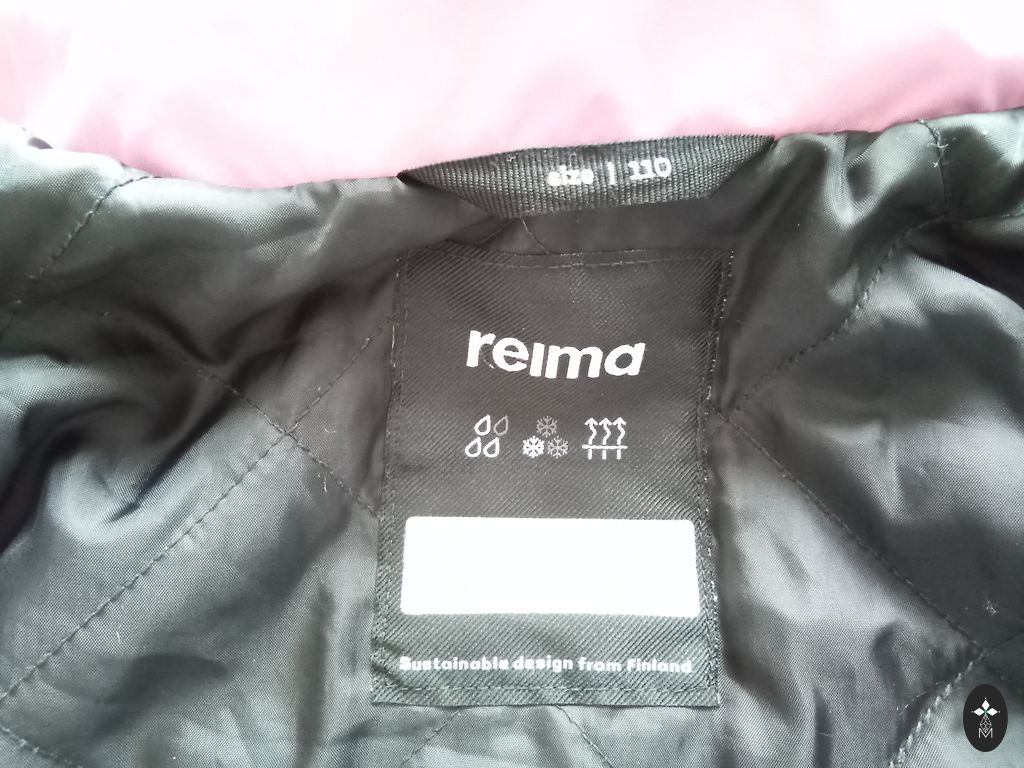 size | 110
reima
Sustainable design from Finland
M